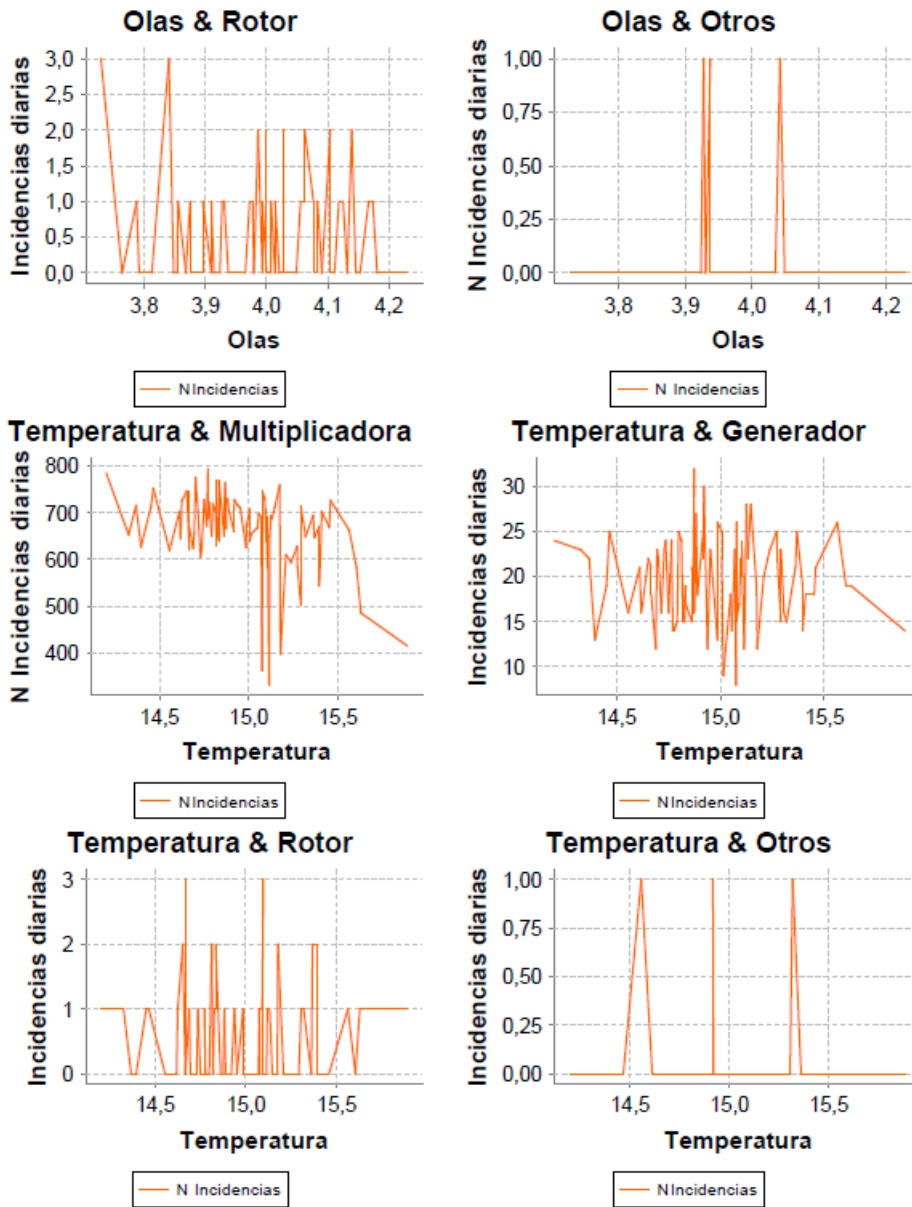 Olas & Rotor
Incidencias diarias
3,0
2,5
2,0
1,5
1,0
0,5
0,0
3,8 3,9 4,0 4,1 4,2
Olas
N Incidencias
Olas & Otros
N Incidencias diarias
1,00
0,75
0,50
0,25
0,00
3,8 3,9 4,0 4,1 4,2
Olas
N Incidencias
Temperatura & Multiplicadora
N Incidencias diarias
800
700
600
500
400
14,5 15,0 15,5
Temperatura
N Incidencias
Temperatura & Generador
Incidencias diarias
30
25
20
15
10
14,5 15,0 15,5
Temperatura
N Incidencias
Temperatura & Rotor
Incidencias diarias
3
2
1
0
14,5 15,0 15,5
Temperatura
N Incidencias
Temperatura & Otros
Incidencias diarias
1,00
0,75
0,50
0,25
0,00
14,5 15,0 15,5
Temperatura
N Incidencias